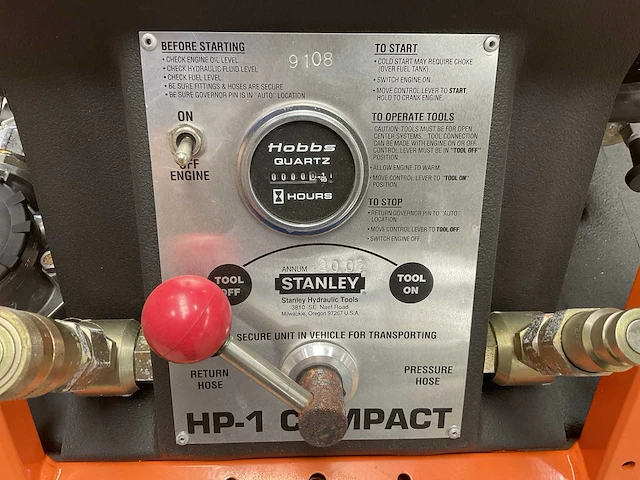 BEFORE STARTING
• CHECK ENGINE OIL LEVEL
• CHECK HYDRAULIC FLUID LEVEL
• CHECK FUEL LEVEL
• BE SURE FITTINGS & HOSES ARE SECURE
• BE SURE GOVERNOR PIN IS IN "AUTO" LOCATION
9108
TO START
• COLD START MAY REQUIRE CHOKE
(OVER FUEL TANK).
• SWITCH ENGINE ON.
• MOVE CONTROL LEVER TO START.
HOLD TO CRANK ENGINE.
ON
OFF
ENGINE
Hobbs
QUARTZ
HOURS
TO OPERATE TOOLS
CAUTION: TOOLS MUST BE FOR OPEN
CENTER SYSTEMS. TOOL CONNECTION
CAN BE MADE WITH ENGINE ON OR OFF.
CONTROL LEVER MUST BE IN "TOOL OFF"
POSITION.
• ALLOW ENGINE TO WARM.
• MOVE CONTROL LEVER TO "TOOL ON"
POSITION.
TO STOP
• RETURN GOVERNOR PIN TO "AUTO"
LOCATION.
• MOVE CONTROL LEVER TO TOOL OFF.
• SWITCH ENGINE OFF.
TOOL
OFF
ANNUM
STANLEY
Stanley Hydraulic Tools
3810 SE Naef Road
Milwaukie, Oregon 97267 U.S.A.
TOOL
ON
SECURE UNIT IN VEHICLE FOR TRANSPORTING
RETURN
HOSE
PRESSURE
HOSE
HP-1 COMPACT